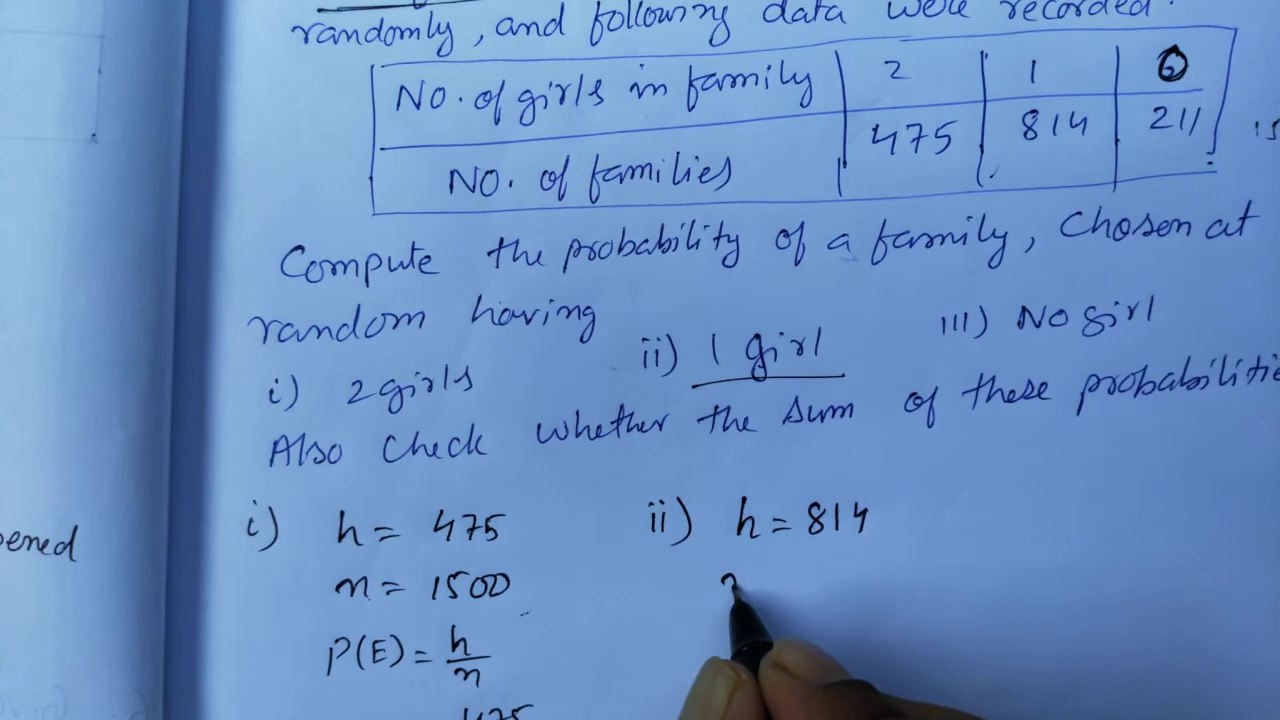 randomly, and following data were recorded.
No. of girls in family 2 1 0
No. of families 475 814 211
Compute the probability of a family, Chosen at
random having
i) 2 girls ii) 1 girl III) No girl
Also check whether the sum of these probabilitie
i) h = 475 ii) h = 814
n = 1500
P(E) = h/n
475
ened